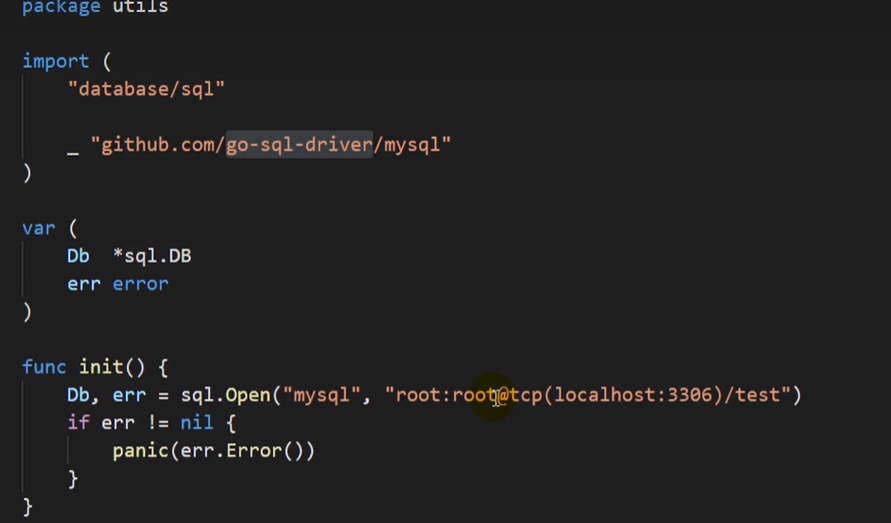 package utils
import (
"database/sql"
_ "github.com/go-sql-driver/mysql"
)
var (
Db  *sql.DB
err error
)
func init() {
Db, err = sql.Open("mysql", "root:root@tcp(localhost:3306)/test")
if err != nil {
panic(err.Error())
}
}